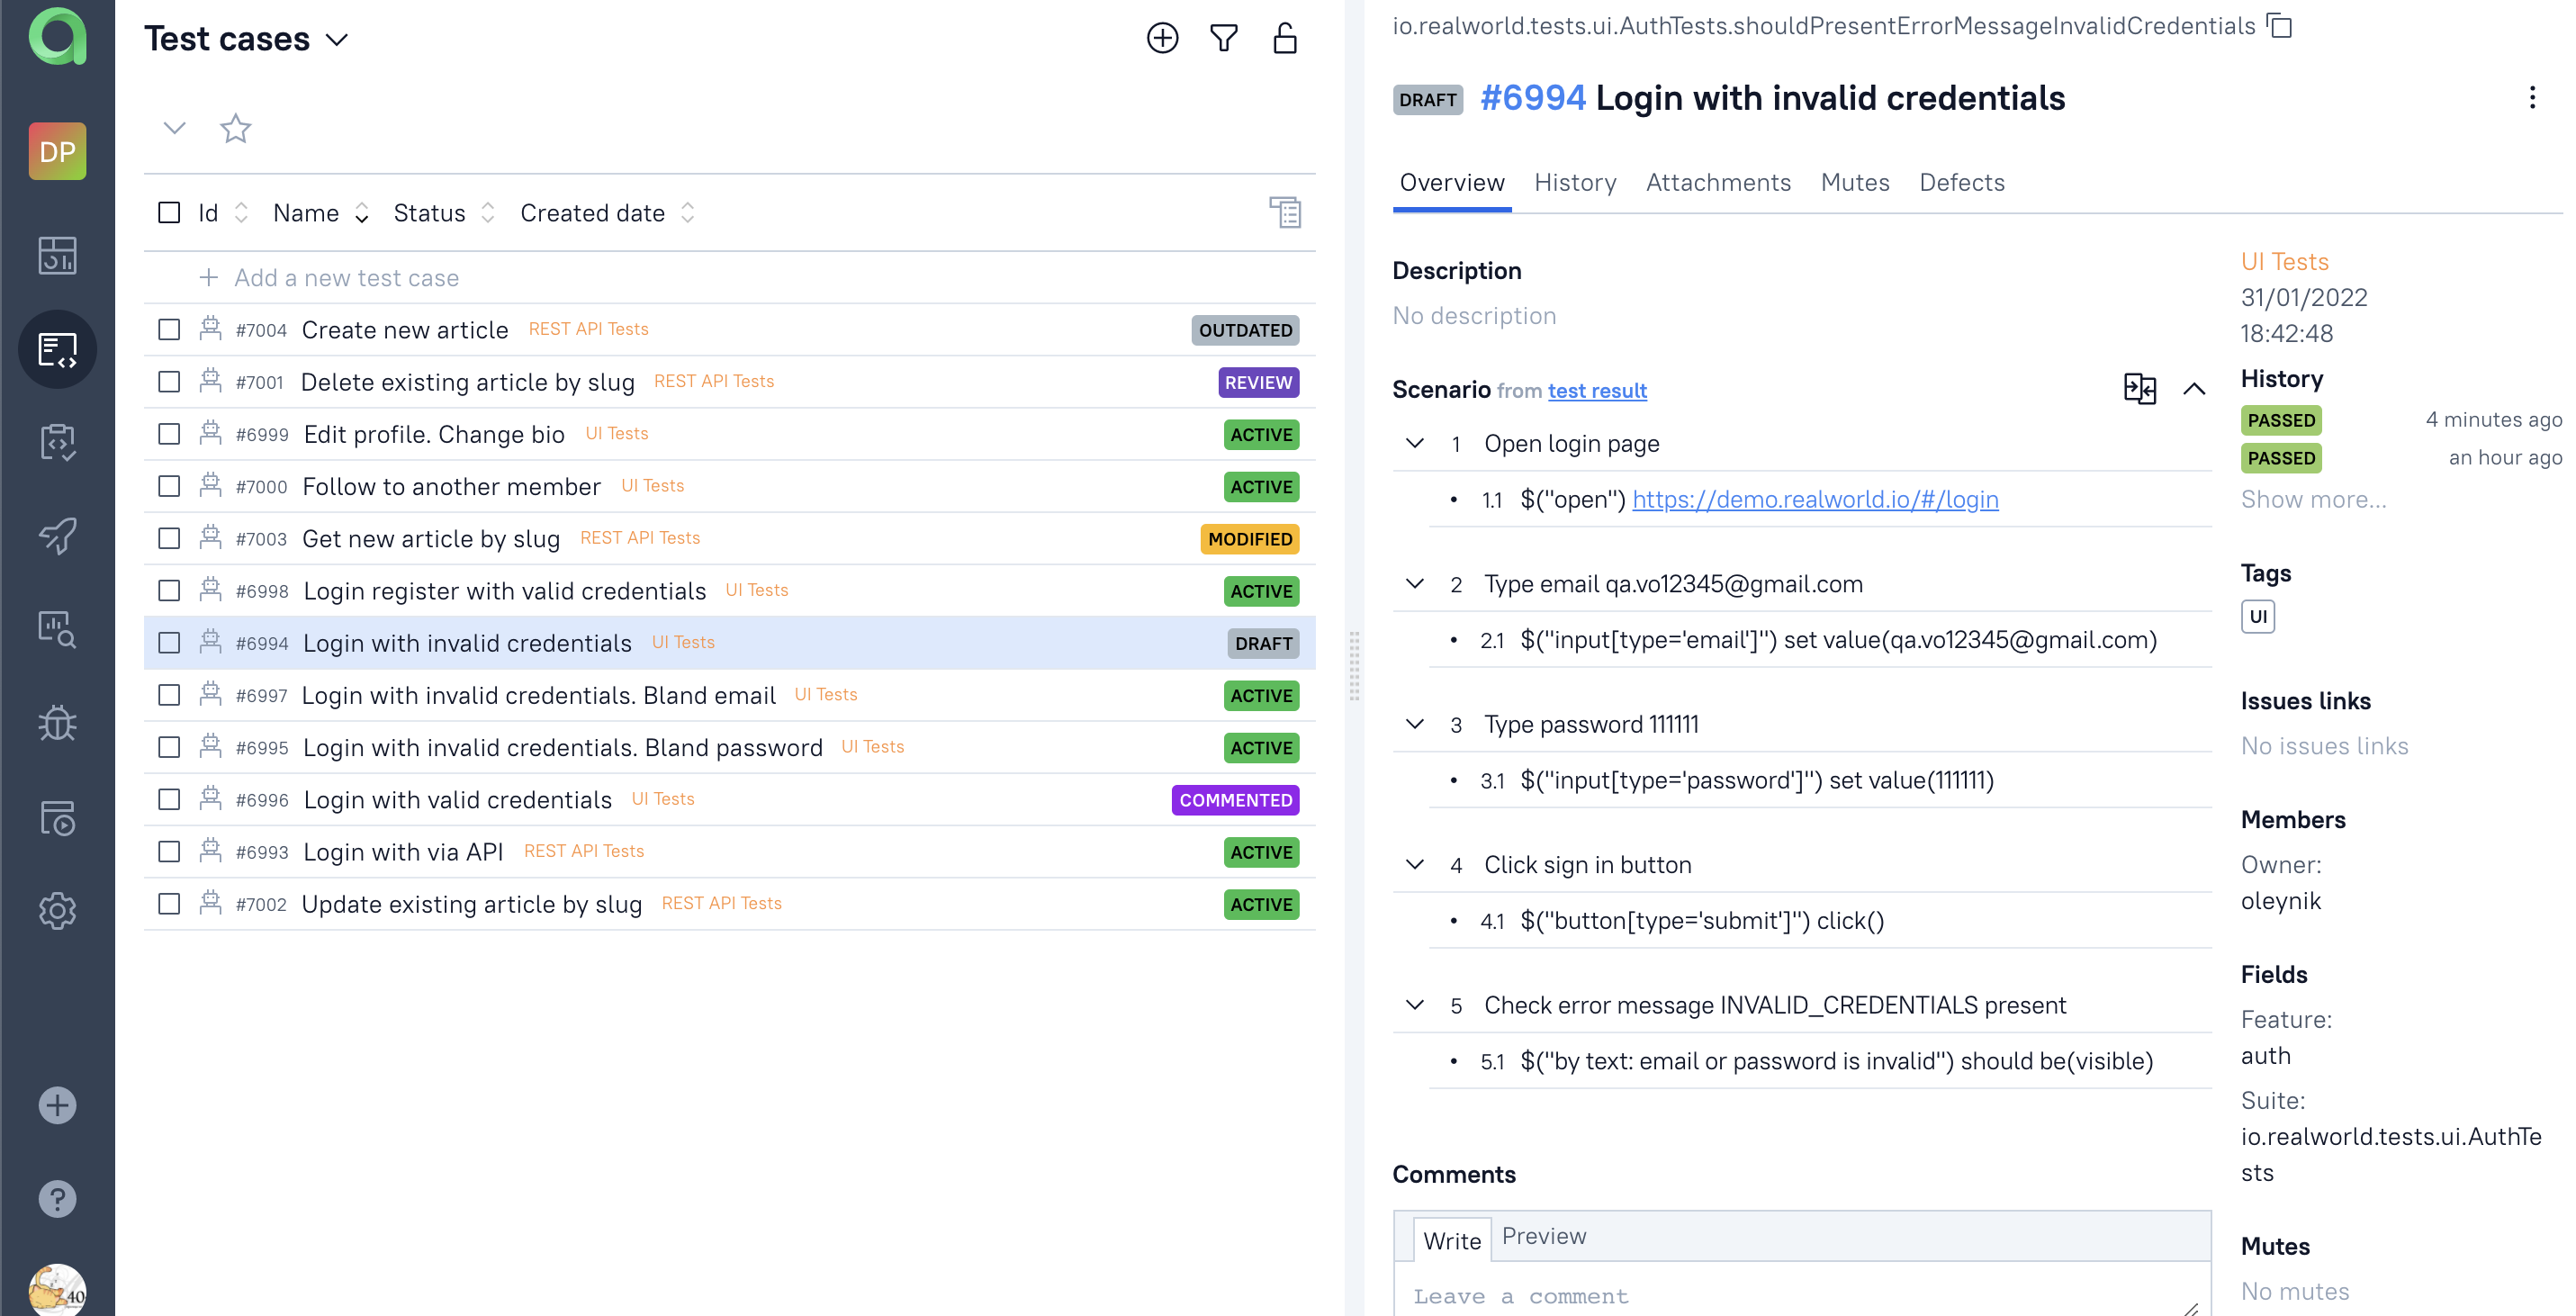 DP
Test cases
Id Name Status Created date
Add a new test case
#7004 Create new article REST API Tests OUTDATED
#7001 Delete existing article by slug REST API Tests REVIEW
#6999 Edit profile. Change bio UI Tests ACTIVE
#7000 Follow to another member UI Tests ACTIVE
#7003 Get new article by slug REST API Tests MODIFIED
#6998 Login register with valid credentials UI Tests ACTIVE
#6994 Login with invalid credentials UI Tests DRAFT
#6997 Login with invalid credentials. Bland email UI Tests ACTIVE
#6995 Login with invalid credentials. Bland password UI Tests ACTIVE
#6996 Login with valid credentials UI Tests COMMENTED
#6993 Login with via API REST API Tests ACTIVE
#7002 Update existing article by slug REST API Tests ACTIVE
40
io.realworld.tests.ui.AuthTests.shouldPresentErrorMessageInvalidCredentials
DRAFT #6994 Login with invalid credentials
Overview History Attachments Mutes Defects
Description
No description
Scenario from test result
1 Open login page
• 1.1 $("open") https://demo.realworld.io/#/login
2 Type email qa.vo12345@gmail.com
• 2.1 $("input[type='email']") set value(qa.vo12345@gmail.com)
3 Type password 111111
• 3.1 $("input[type='password']") set value(111111)
4 Click sign in button
• 4.1 $("button[type='submit']") click()
5 Check error message INVALID_CREDENTIALS present
• 5.1 $("by text: email or password is invalid") should be(visible)
Comments
Write Preview
Leave a comment
UI Tests
31/01/2022
18:42:48
History
PASSED 4 minutes ago
PASSED an hour ago
Show more...
Tags
UI
Issues links
No issues links
Members
Owner:
oleynik
Fields
Feature:
auth
Suite:
io.realworld.tests.ui.AuthTe
sts
Mutes
No mutes